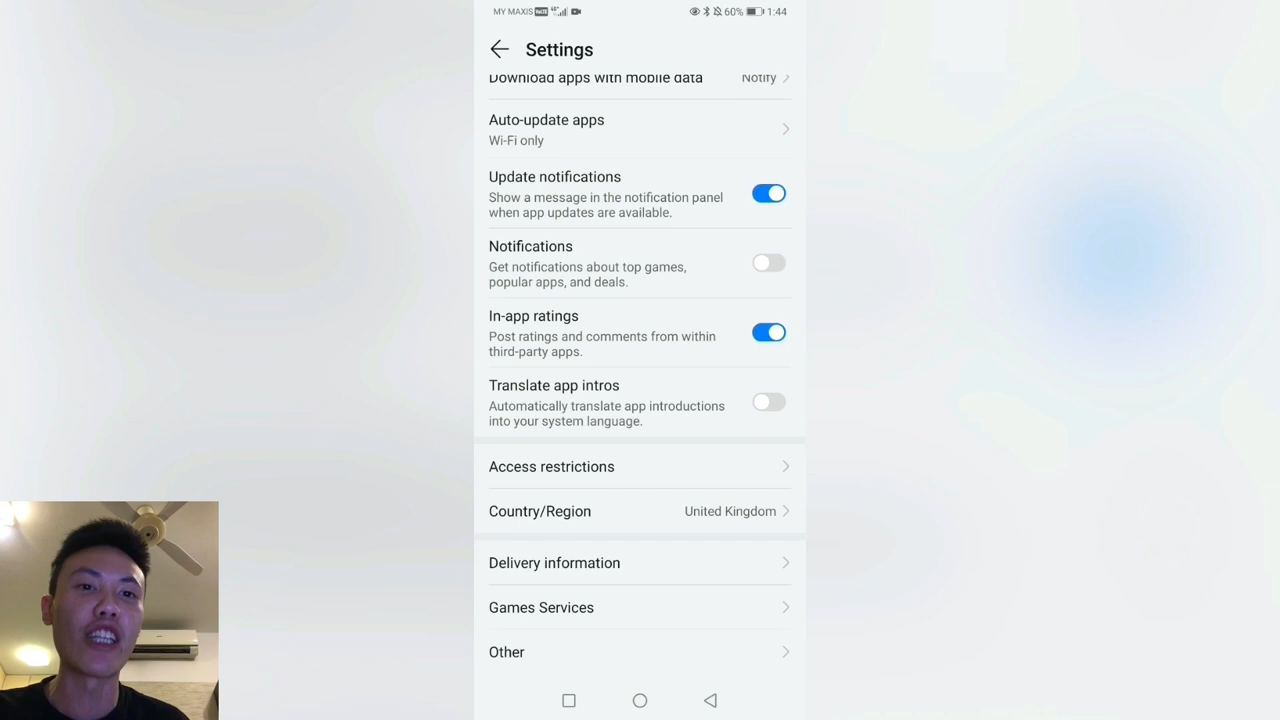 MY MAXIS VoLTE 4G+ 60% 1:44
Settings
Download apps with mobile data Notify
Auto-update apps
Wi-Fi only
Update notifications
Show a message in the notification panel
when app updates are available.
Notifications
Get notifications about top games,
popular apps, and deals.
In-app ratings
Post ratings and comments from within
third-party apps.
Translate app intros
Automatically translate app introductions
into your system language.
Access restrictions
Country/Region United Kingdom
Delivery information
Games Services
Other